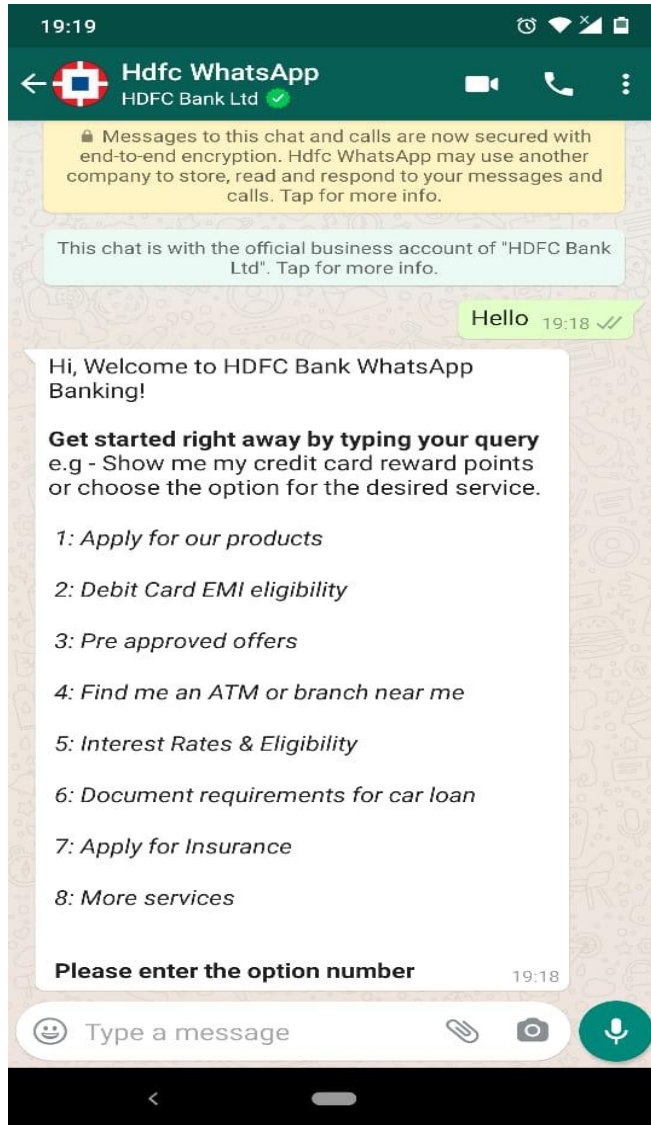 19:19
Hdfc WhatsApp
HDFC Bank Ltd
Messages to this chat and calls are now secured with
end-to-end encryption. Hdfc WhatsApp may use another
company to store, read and respond to your messages and
calls. Tap for more info.
This chat is with the official business account of "HDFC Bank
Ltd". Tap for more info.
Hello 19:18
Hi, Welcome to HDFC Bank WhatsApp
Banking!
Get started right away by typing your query
e.g - Show me my credit card reward points
or choose the option for the desired service.
1: Apply for our products
2: Debit Card EMI eligibility
3: Pre approved offers
4: Find me an ATM or branch near me
5: Interest Rates & Eligibility
6: Document requirements for car loan
7: Apply for Insurance
8: More services
Please enter the option number 19:18
Type a message